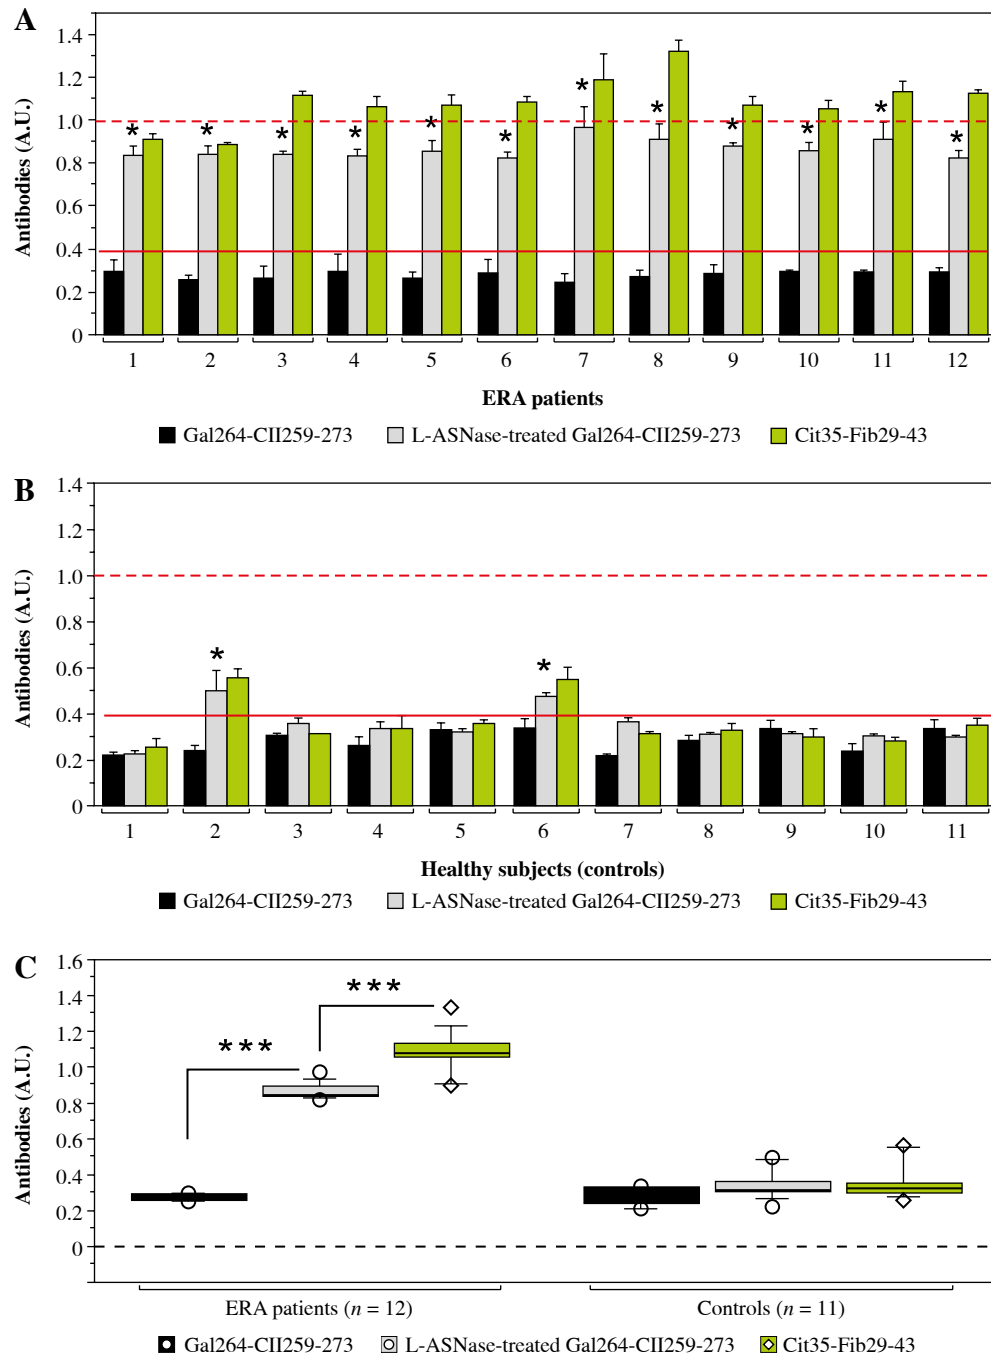 A
1.4
1.2
1.0
0.8
0.6
0.4
0.2
0
Antibodies (A.U.)
* * * * * * * * * * * *
1 2 3 4 5 6 7 8 9 10 11 12
ERA patients
Gal264-CII259-273 L-ASNase-treated Gal264-CII259-273 Cit35-Fib29-43
B
1.4
1.2
1.0
0.8
0.6
0.4
0.2
0
Antibodies (A.U.)
* *
1 2 3 4 5 6 7 8 9 10 11
Healthy subjects (controls)
Gal264-CII259-273 L-ASNase-treated Gal264-CII259-273 Cit35-Fib29-43
C
1.6
1.4
1.2
1.0
0.8
0.6
0.4
0.2
0
Antibodies (A.U.)
*** ***
ERA patients (n = 12) Controls (n = 11)
Gal264-CII259-273 L-ASNase-treated Gal264-CII259-273 Cit35-Fib29-43